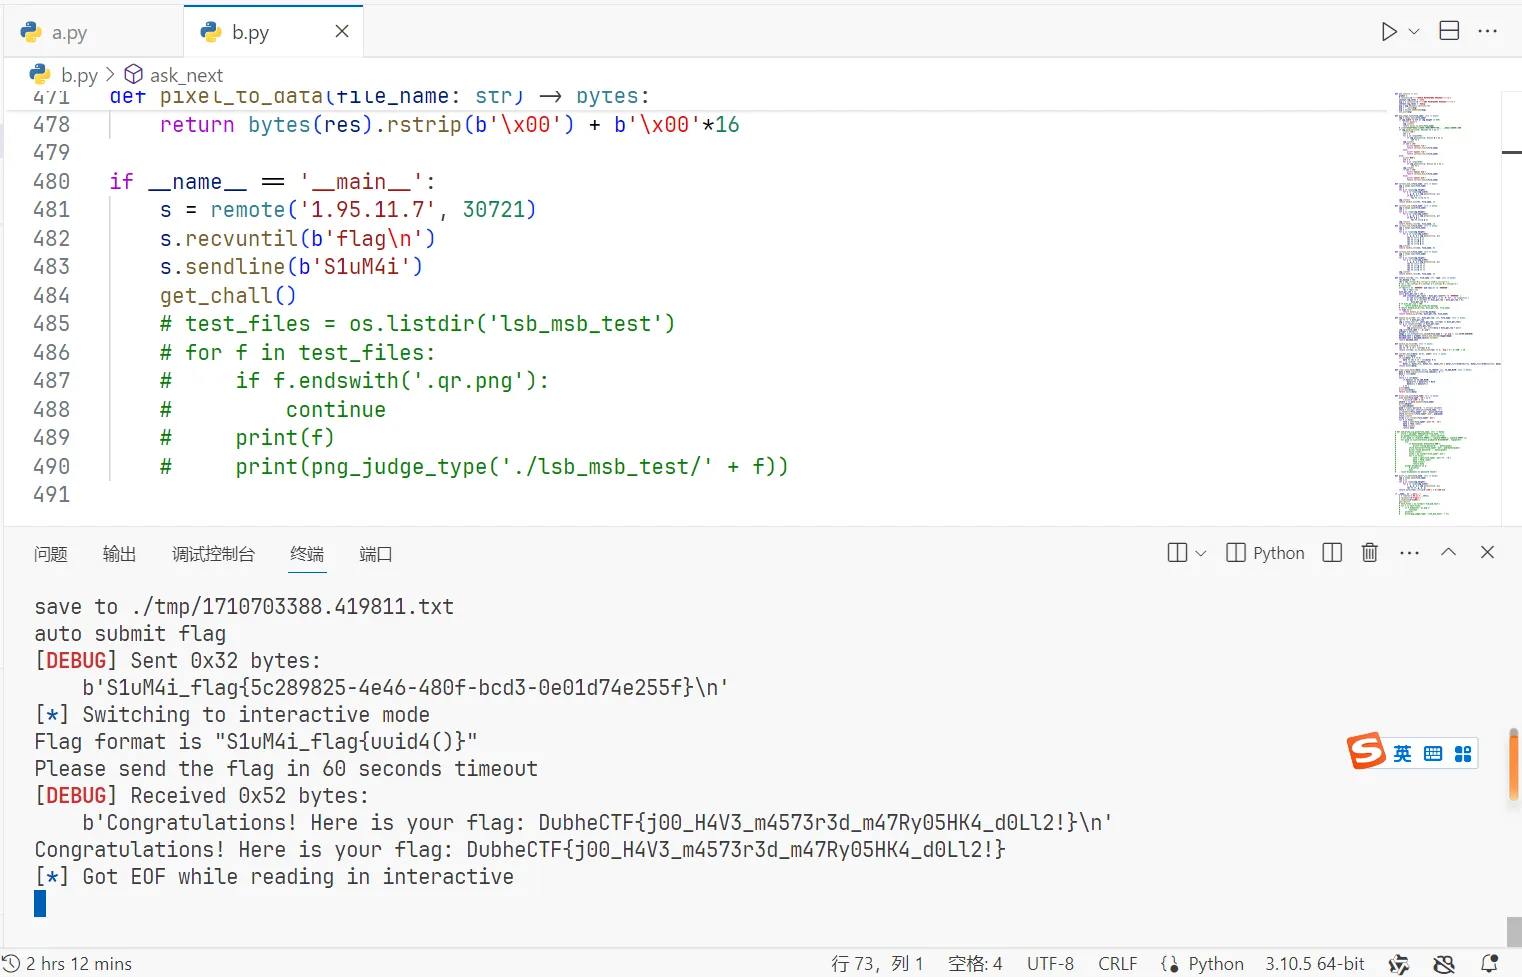 a.py
b.py
b.py > ask_next
471 def pixel_to_data(file_name: str) -> bytes:
478 return bytes(res).rstrip(b'\x00') + b'\x00'*16
479
480 if __name__ == '__main__':
481 s = remote('1.95.11.7', 30721)
482 s.recvuntil(b'flag\n')
483 s.sendline(b'S1uM4i')
484 get_chall()
485 # test_files = os.listdir('lsb_msb_test')
486 # for f in test_files:
487 #     if f.endswith('.qr.png'):
488 #         continue
489 #     print(f)
490 #     print(png_judge_type('./lsb_msb_test/' + f))
491
问题 输出 调试控制台 终端 端口
Python
save to ./tmp/1710703388.419811.txt
auto submit flag
[DEBUG] Sent 0x32 bytes:
b'S1uM4i_flag{5c289825-4e46-480f-bcd3-0e01d74e255f}\n'
[*] Switching to interactive mode
Flag format is "S1uM4i_flag{uuid4()}"
Please send the flag in 60 seconds timeout
[DEBUG] Received 0x52 bytes:
b'Congratulations! Here is your flag: DubheCTF{j00_H4V3_m4573r3d_m47Ry05HK4_d0Ll2!}\n'
Congratulations! Here is your flag: DubheCTF{j00_H4V3_m4573r3d_m47Ry05HK4_d0Ll2!}
[*] Got EOF while reading in interactive
英
2 hrs 12 mins 行 73，列 1 空格: 4 UTF-8 CRLF Python 3.10.5 64-bit